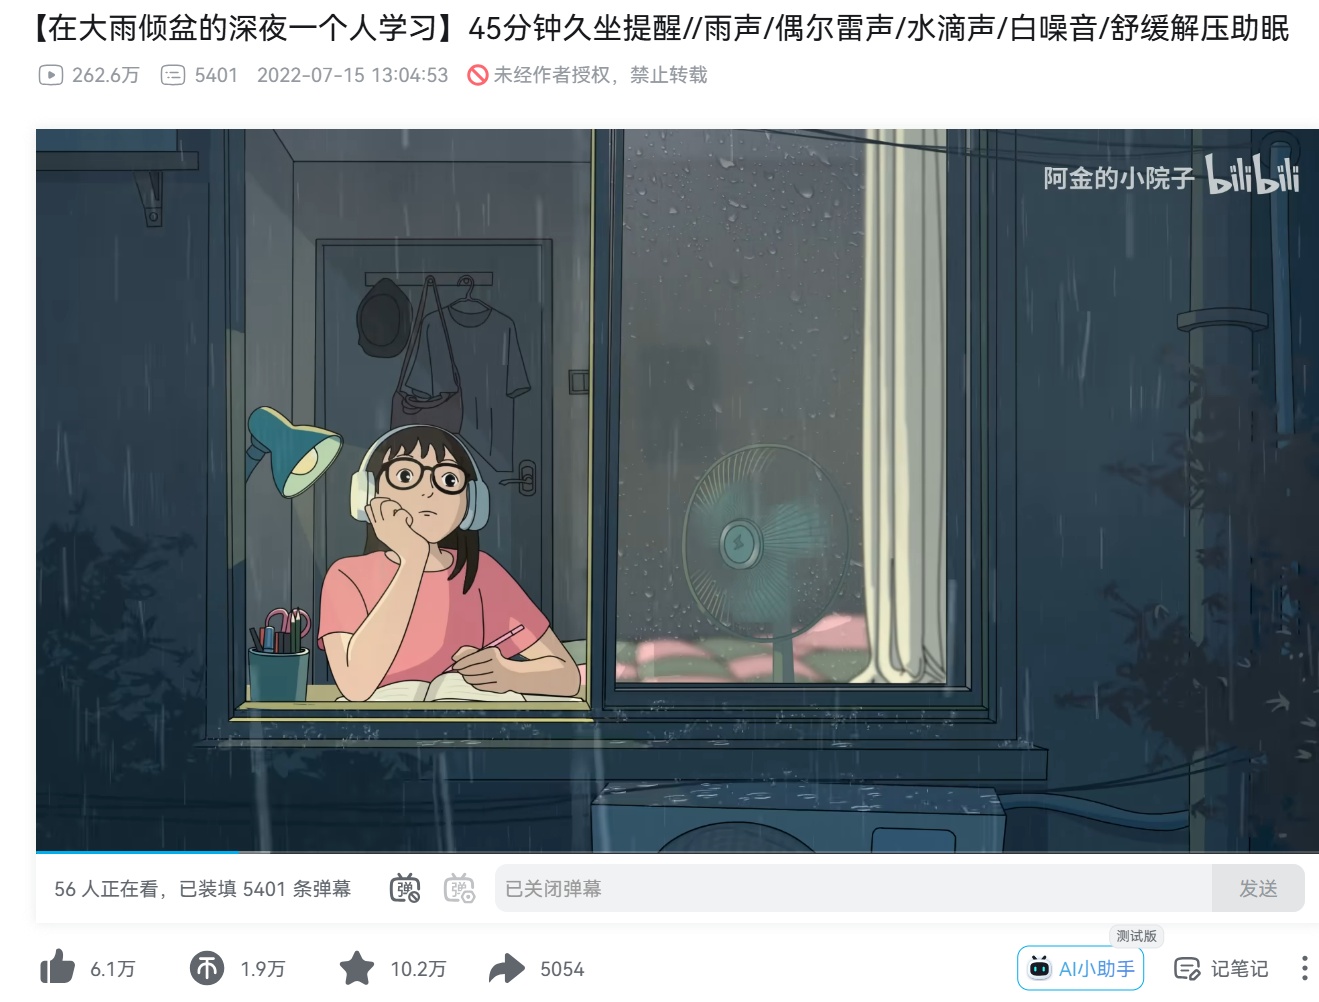 【在大雨倾盆的深夜一个人学习】45分钟久坐提醒//雨声/偶尔雷声/水滴声/白噪音/舒缓解压助眠
262.6万 5401 2022-07-15 13:04:53 未经作者授权，禁止转载
阿金的小院子 bilibili
56 人正在看，已装填 5401 条弹幕 弹 弹 已关闭弹幕 发送
测试版
6.1万 1.9万 10.2万 5054 AI小助手 记笔记